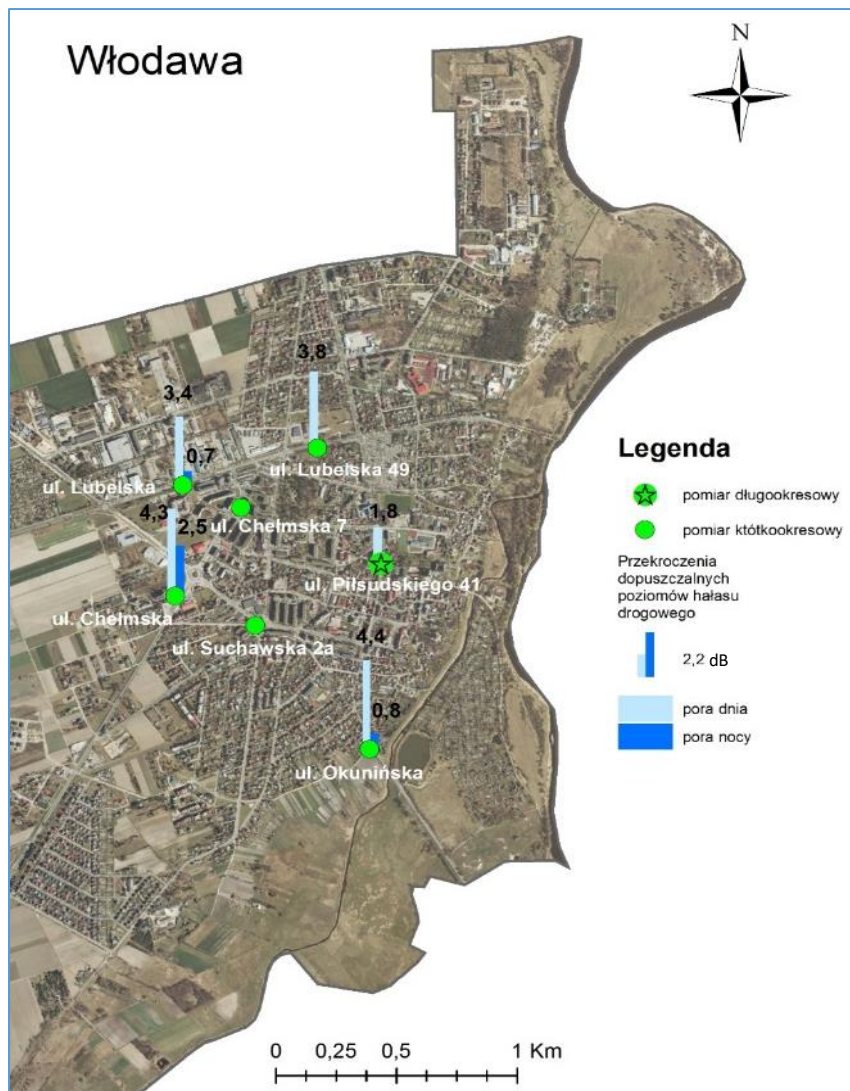 Włodawa
N
3,8
3,4
0,7
ul. Lubelska 49
ul. Lubelska
4,3
2,5
ul. Chełmska 7
1,8
ul. Piłsudskiego 41
ul. Chełmska
ul. Suchawska 2a
4,4
0,8
ul. Okunińska
Legenda
pomiar długookresowy
pomiar któtkookresowy
Przekroczenia
dopuszczalnych
poziomów hałasu
drogowego
2,2 dB
pora dnia
pora nocy
0 0,25 0,5 1 Km